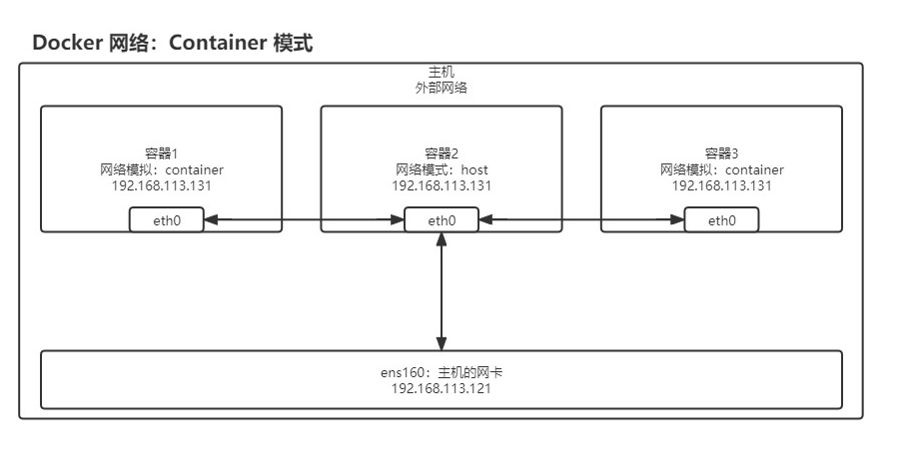 Docker 网络：Container 模式
主机
外部网络
容器1
网络模拟：container
192.168.113.131
eth0
容器2
网络模式：host
192.168.113.131
eth0
容器3
网络模拟：container
192.168.113.131
eth0
ens160：主机的网卡
192.168.113.121